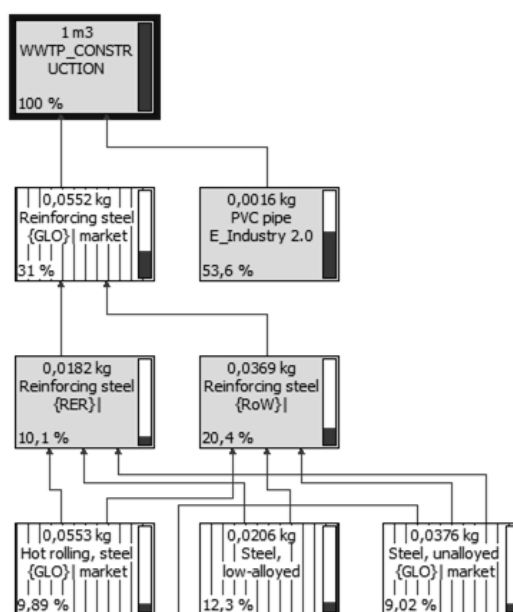 1 m3
WWTP_CONSTR
UCTION
100 %
0,0552 kg
Reinforcing steel
{GLO}| market
31 %
0,0016 kg
PVC pipe
E_Industry 2.0
53,6 %
0,0182 kg
Reinforcing steel
{RER}|
10,1 %
0,0369 kg
Reinforcing steel
{RoW}|
20,4 %
0,0553 kg
Hot rolling, steel
{GLO}| market
9,89 %
0,0206 kg
Steel,
low-alloyed
12,3 %
0,0376 kg
Steel, unalloyed
{GLO}| market
9,02 %